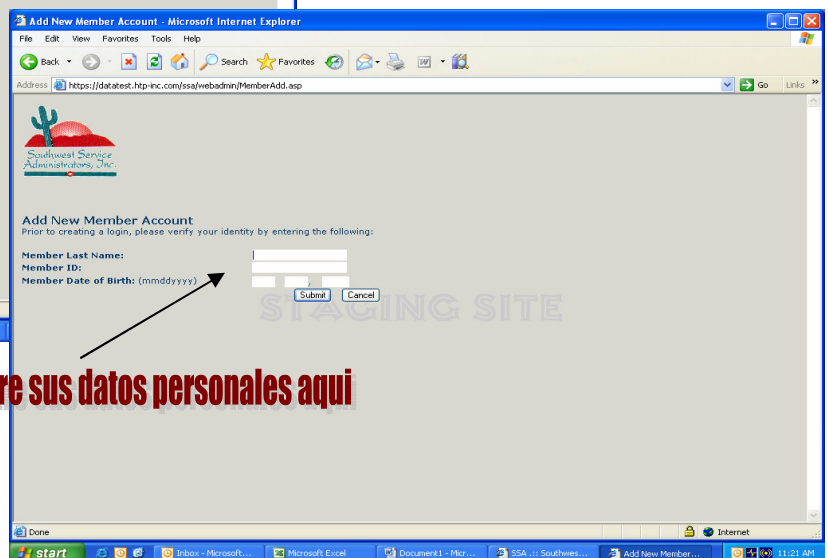 Add New Member Account - Microsoft Internet Explorer
File Edit View Favorites Tools Help
Back Search Favorites
Address https://datatest.htp-inc.com/ssa/webadmin/MemberAdd.asp Go Links »
Southwest Service
Administrators, Inc.
Add New Member Account
Prior to creating a login, please verify your identity by entering the following:
Member Last Name:
Member ID:
Member Date of Birth: (mmddyyyy) ,
Submit Cancel
STAGING SITE
re sus datos personales aqui
Done Internet
start Inbox - Microsoft... Microsoft Excel Document1 - Micr... SSA .:: Southwes... Add New Member... 11:21 AM